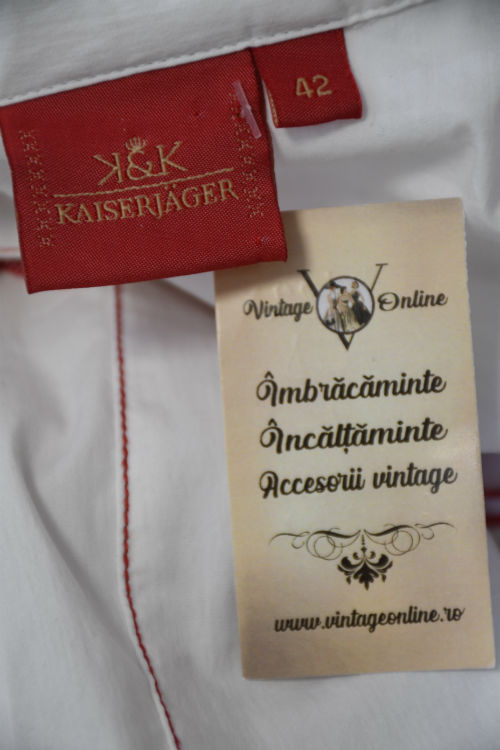 42
K&K
KAISERJÄGER
Vintage V Online
Îmbrăcăminte
Încălțăminte
Accesorii vintage
www.vintageonline.ro